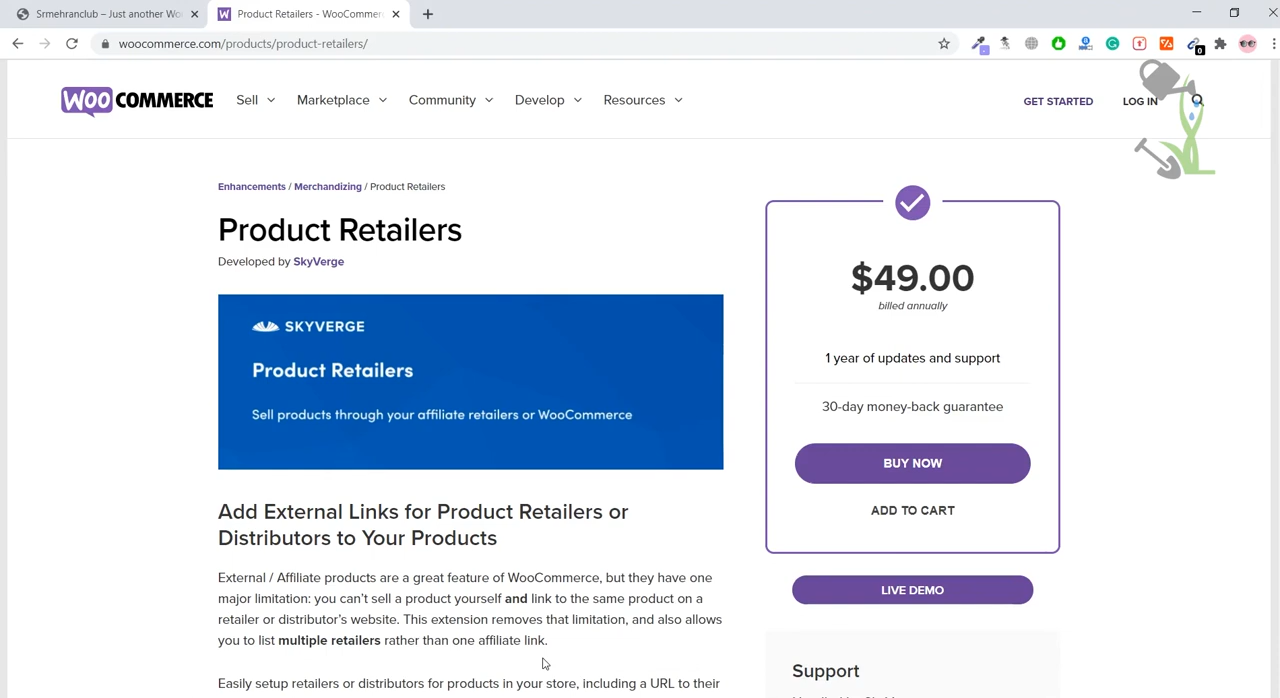 Srmehranclub – Just another Wo
Product Retailers - WooCommerc
woocommerce.com/products/product-retailers/
0
WOOCOMMERCE
Sell
Marketplace
Community
Develop
Resources
GET STARTED
LOG IN
Enhancements / Merchandizing / Product Retailers
Product Retailers
Developed by SkyVerge
SKYVERGE
Product Retailers
Sell products through your affiliate retailers or WooCommerce
Add External Links for Product Retailers or
Distributors to Your Products
External / Affiliate products are a great feature of WooCommerce, but they have one
major limitation: you can't sell a product yourself and link to the same product on a
retailer or distributor's website. This extension removes that limitation, and also allows
you to list multiple retailers rather than one affiliate link.
Easily setup retailers or distributors for products in your store, including a URL to their
$49.00
billed annually
1 year of updates and support
30-day money-back guarantee
BUY NOW
ADD TO CART
LIVE DEMO
Support